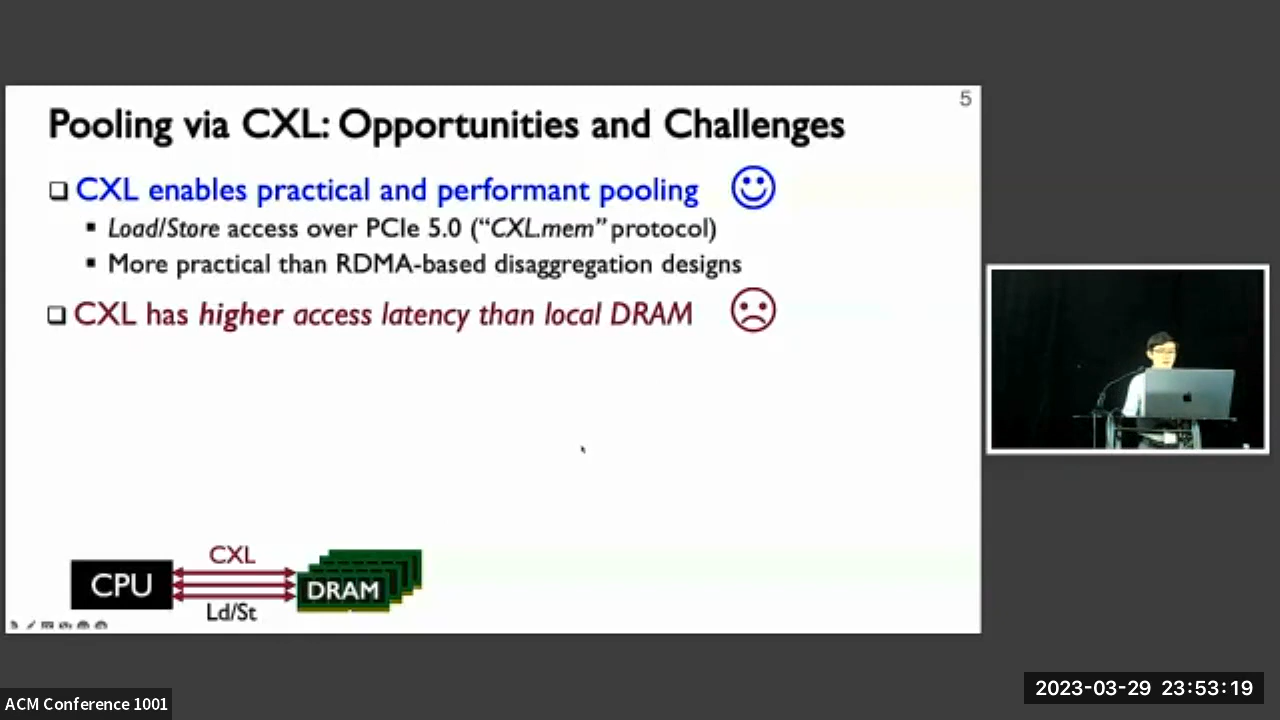 5
Pooling via CXL: Opportunities and Challenges
CXL enables practical and performant pooling
Load/Store access over PCIe 5.0 (“CXL.mem” protocol)
More practical than RDMA-based disaggregation designs
CXL has higher access latency than local DRAM
CXL
CPU
DRAM
Ld/St
ACM Conference 1001
2023-03-29 23:53:19